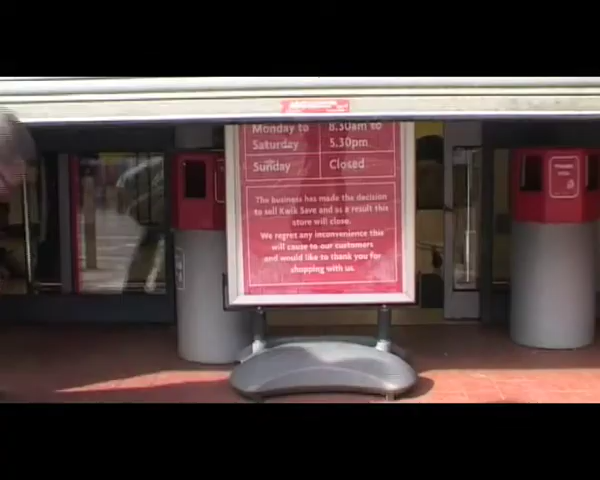 Monday to 8.30am to
Saturday 5.30pm
Sunday Closed
The business has made the decision
to sell Kwik Save and as a result this
store will close.
We regret any inconvenience this
will cause to our customers
and would like to thank you for
shopping with us.